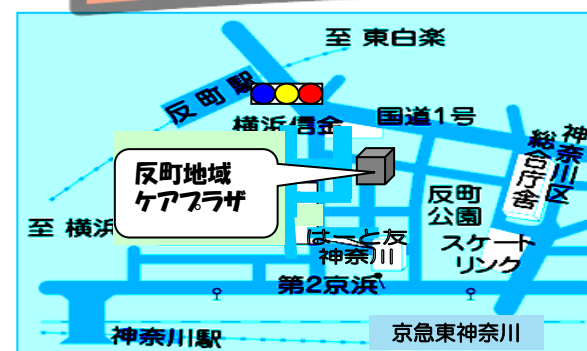 至 東白楽
反町駅
国道1号
横浜信金
神奈川区
総合庁舎
反町地域
ケアプラザ
反町
公園
至 横浜
はーと友
神奈川
スケート
リンク
第2京浜
神奈川駅
京急東神奈川